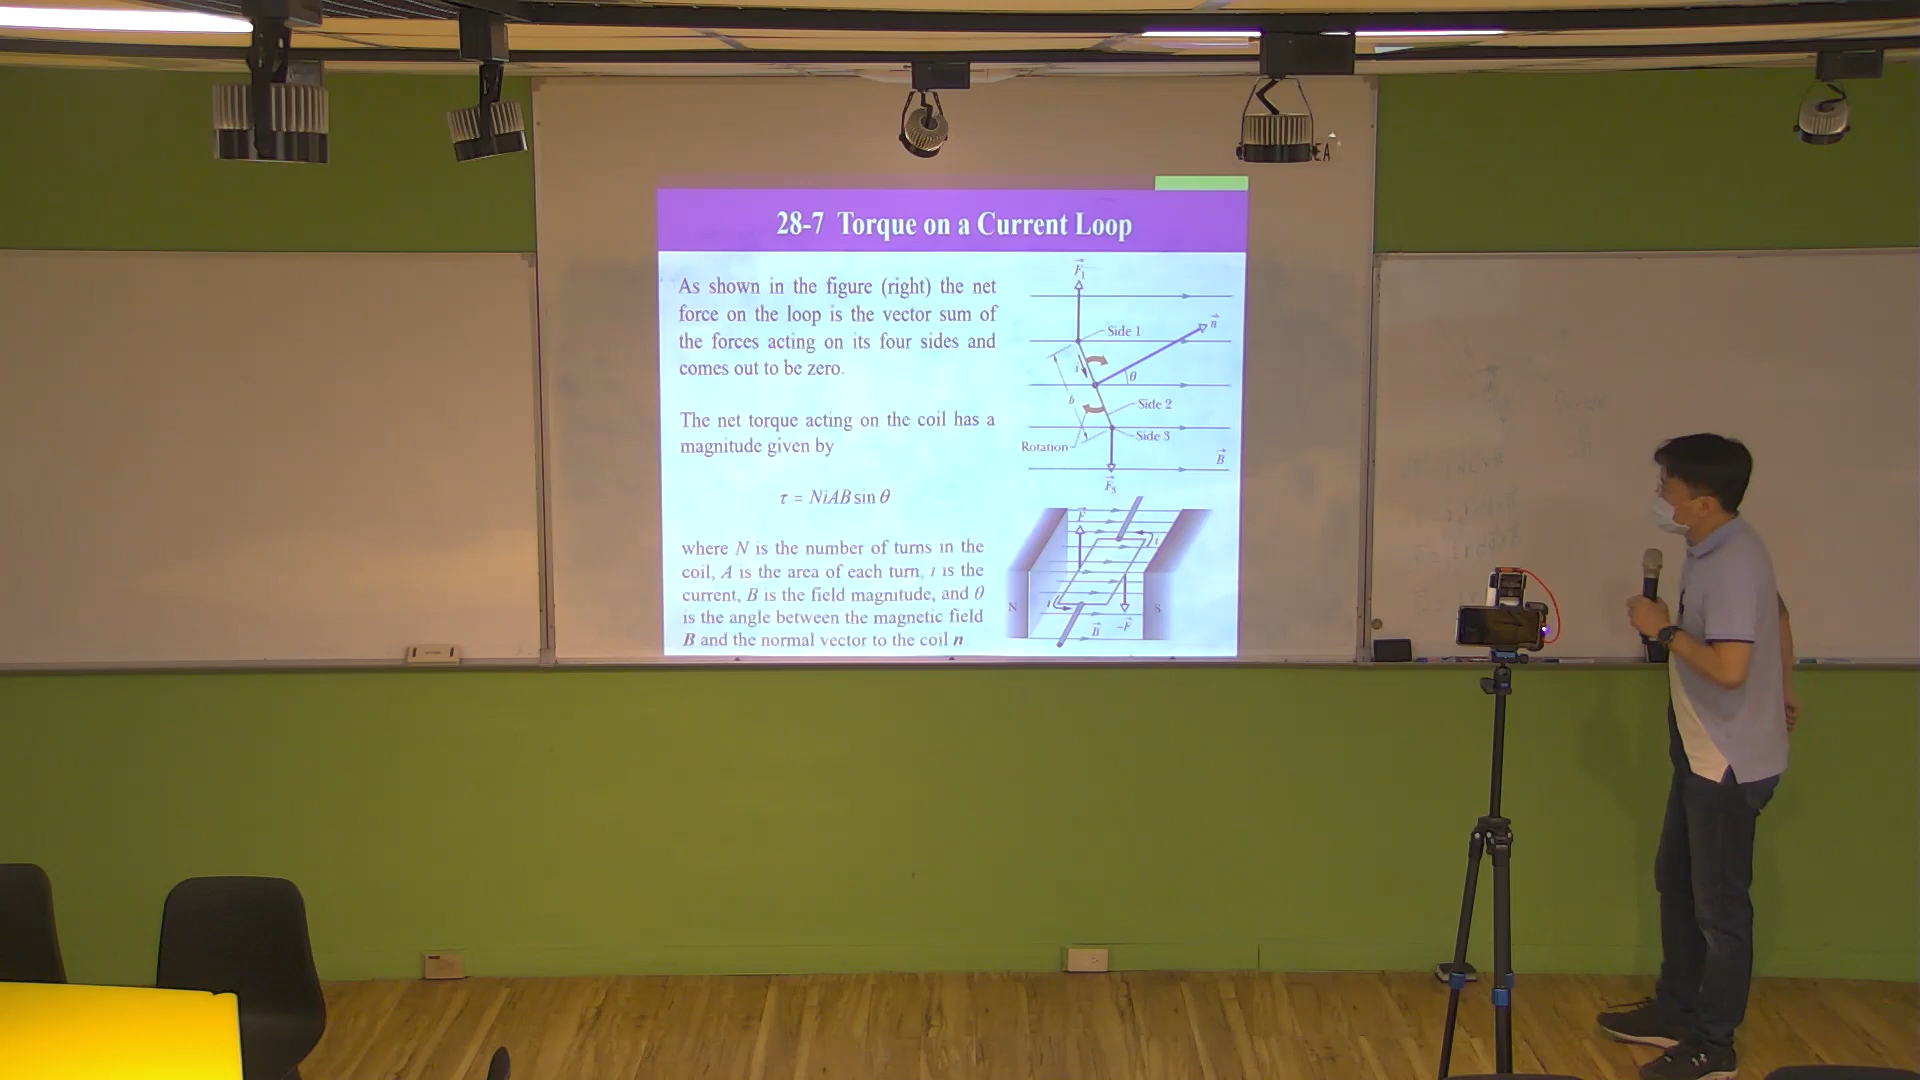 28-7 Torque on a Current Loop
As shown in the figure (right) the net
force on the loop is the vector sum of
the forces acting on its four sides and
comes out to be zero.
The net torque acting on the coil has a
magnitude given by
τ = NiAB sin θ
where N is the number of turns in the
coil, A is the area of each turn, i is the
current, B is the field magnitude, and θ
is the angle between the magnetic field
B and the normal vector to the coil n
F₁
Side 1
n
i
θ
b
Side 2
Side 3
Rotation
B
F₃
F
i
N
i
S
B
-F
EA